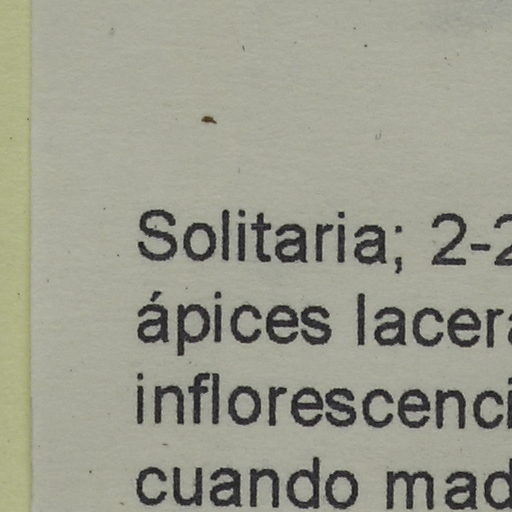 Solitaria; 2-2
ápices lacera
inflorescenci
cuando mad